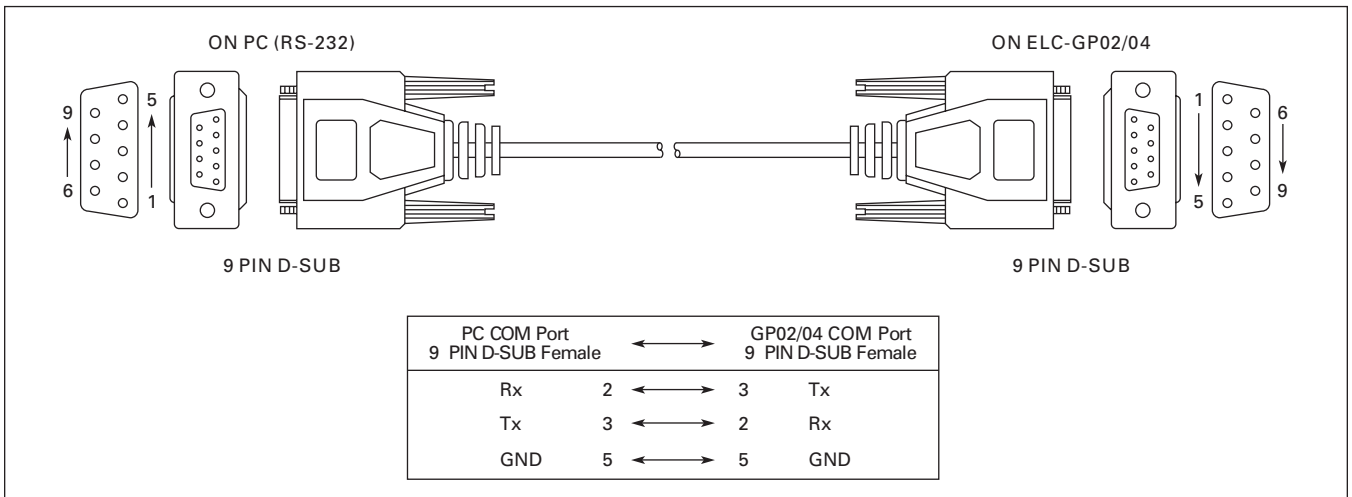 ON PC (RS-232)
ON ELC-GP02/04
9
5
6
1
1
6
5
9
9 PIN D-SUB
9 PIN D-SUB
PC COM Port
9 PIN D-SUB Female
GP02/04 COM Port
9 PIN D-SUB Female
Rx 2 3 Tx
Tx 3 2 Rx
GND 5 5 GND